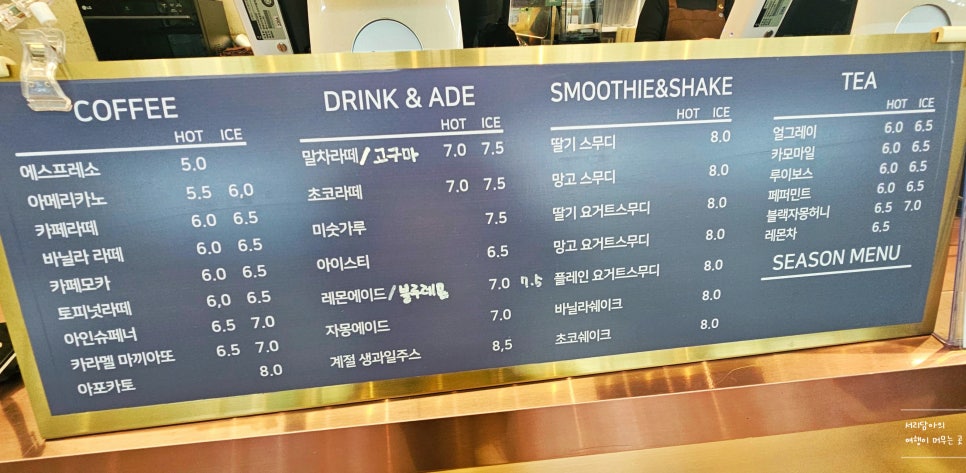 COFFEE
HOT ICE
에스프레소 5.0
아메리카노 5.5 6,0
카페라떼 6.0 6.5
바닐라 라떼 6.0 6.5
카페모카 6.0 6.5
토피넛라떼 6,0 6.5
아인슈페너 6.5 7.0
카라멜 마끼아또 6.5 7.0
아포카토 8.0
DRINK & ADE
HOT ICE
말차라떼/고구마 7.0 7.5
초코라떼 7.0 7.5
미숫가루 7.5
아이스티 6.5
레몬에이드/블루레몬 7.0 7.5
자몽에이드 7.0
계절 생과일주스 8,5
SMOOTHIE&SHAKE
HOT ICE
딸기 스무디 8.0
망고 스무디 8.0
딸기 요거트스무디 8.0
망고 요거트스무디 8.0
플레인 요거트스무디 8.0
바닐라쉐이크 8.0
초코쉐이크 8.0
TEA
HOT ICE
얼그레이 6.0 6.5
카모마일 6.0 6.5
루이보스 6.0 6.5
페퍼민트 6.0 6.5
블랙자몽허니 6.5 7.0
레몬차 6.5
SEASON MENU
서리담아의
여행이 머무는 곳